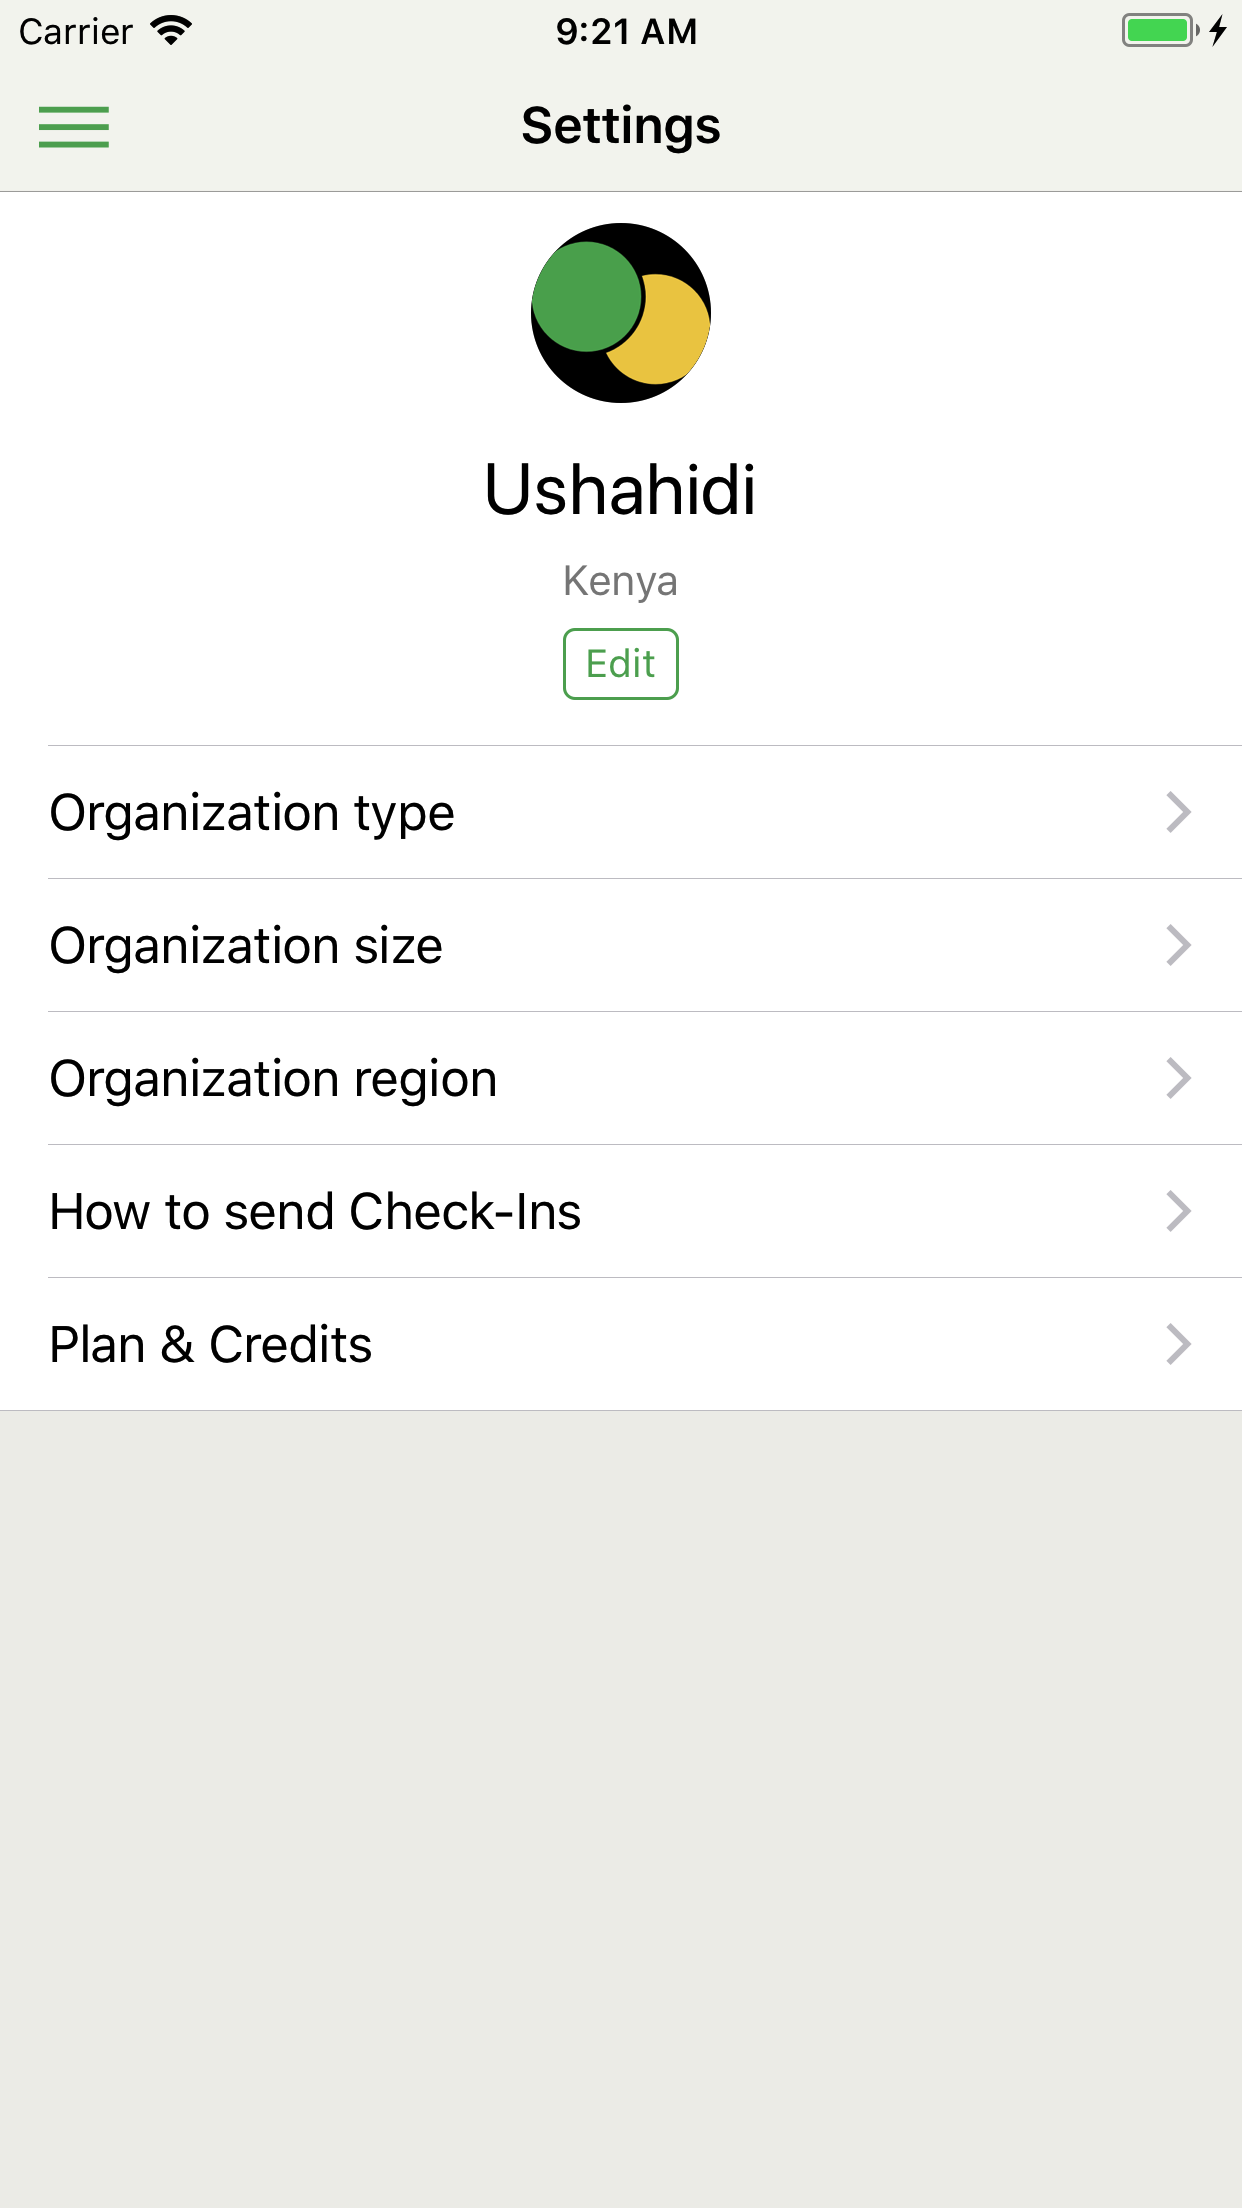 Carrier 9:21 AM
Settings
Ushahidi
Kenya
Edit
Organization type
Organization size
Organization region
How to send Check-Ins
Plan & Credits